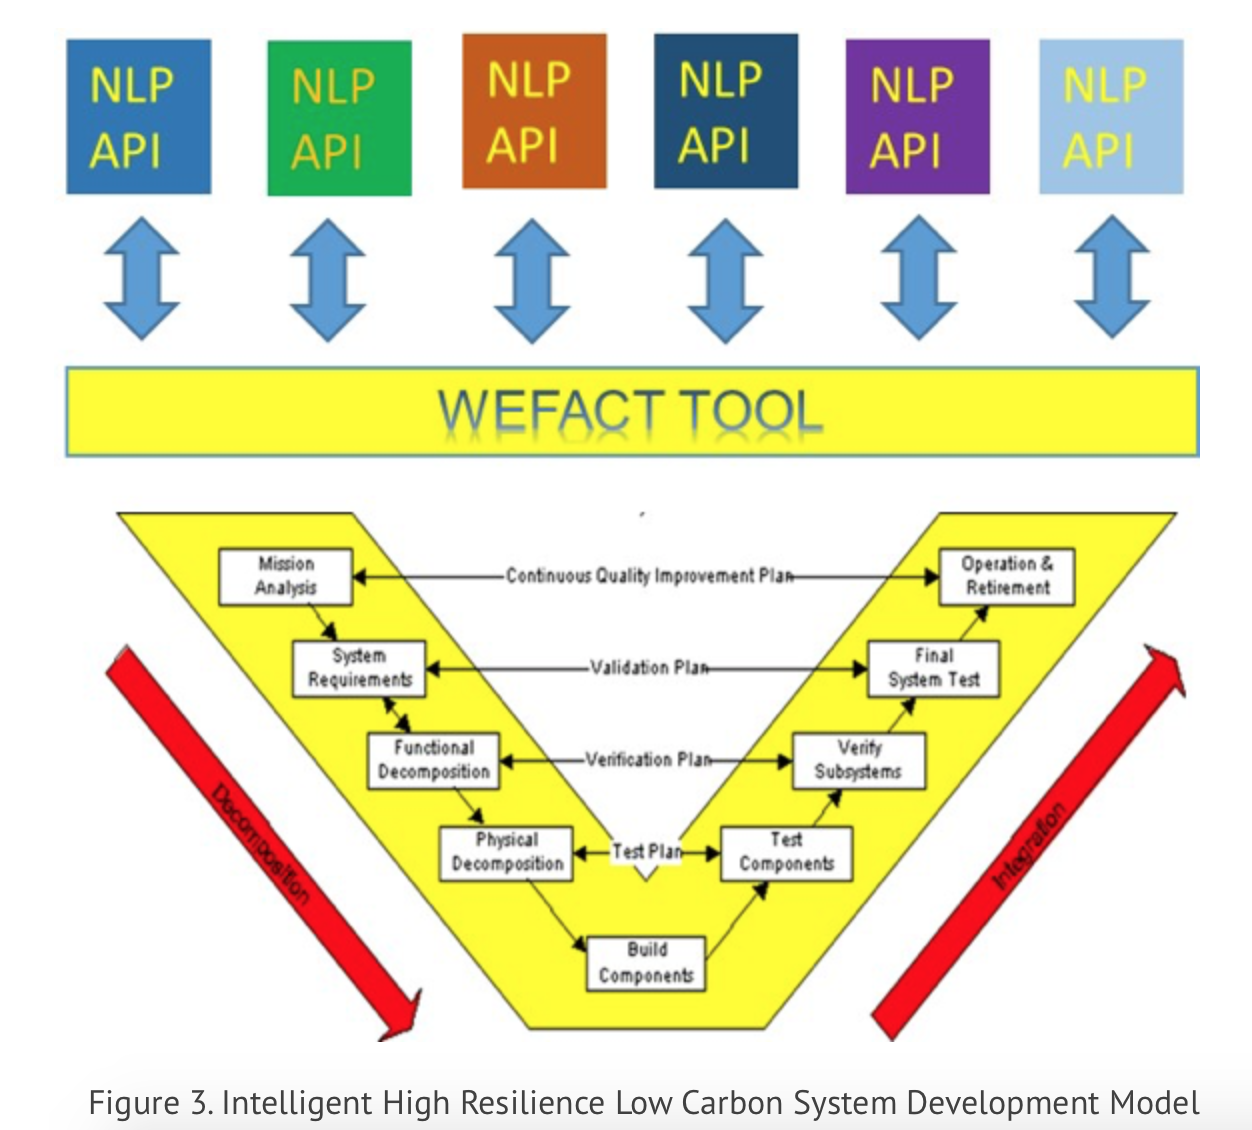 NLP
API
NLP
API
NLP
API
NLP
API
NLP
API
NLP
API
WEFACT TOOL
Mission
Analysis
Continuous Quality Improvement Plan
Operation &
Retirement
System
Requirements
Validation Plan
Final
System Test
Functional
Decomposition
Verification Plan
Verify
Subsystems
Physical
Decomposition
Test Plan
Test
Components
Build
Components
Decomposition
Integration
Figure 3. Intelligent High Resilience Low Carbon System Development Model